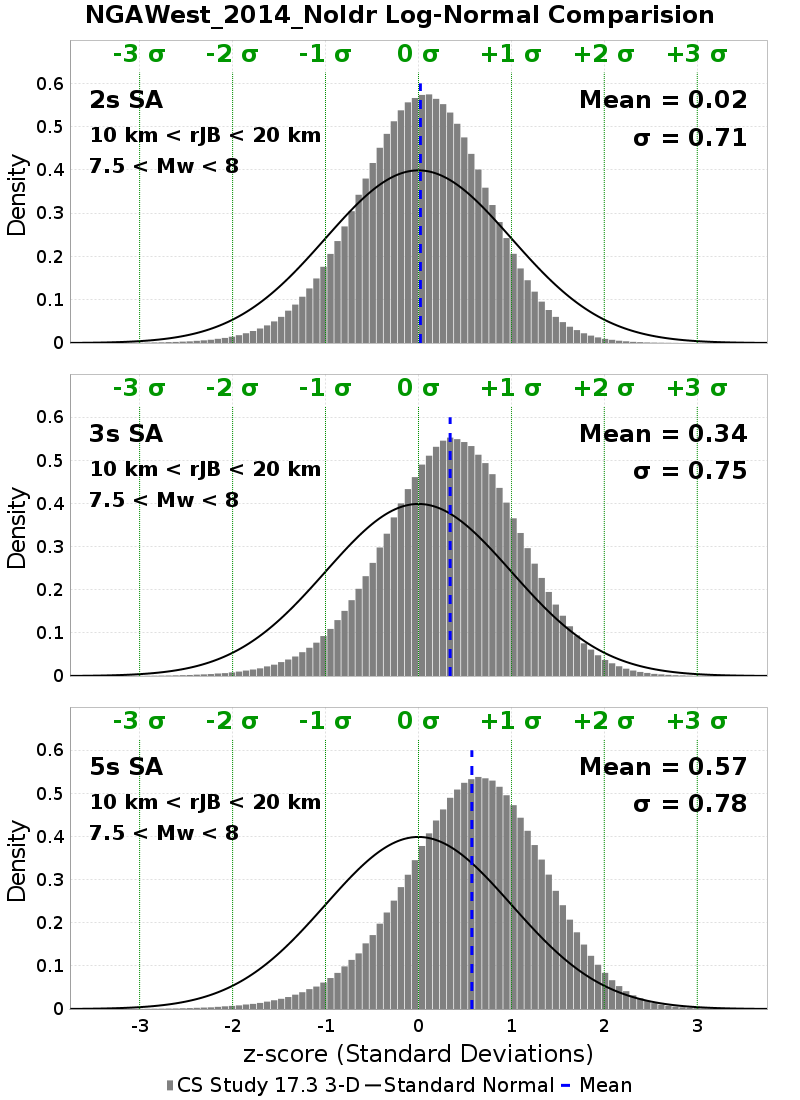 NGAWest_2014_NoIdr Log-Normal Comparision
-3 σ -2 σ -1 σ 0 σ +1 σ +2 σ +3 σ
2s SA
10 km < rJB < 20 km
7.5 < Mw < 8
Mean = 0.02
σ = 0.71
Density
0.6
0.5
0.4
0.3
0.2
0.1
0
-3 σ -2 σ -1 σ 0 σ +1 σ +2 σ +3 σ
3s SA
10 km < rJB < 20 km
7.5 < Mw < 8
Mean = 0.34
σ = 0.75
Density
0.6
0.5
0.4
0.3
0.2
0.1
0
-3 σ -2 σ -1 σ 0 σ +1 σ +2 σ +3 σ
5s SA
10 km < rJB < 20 km
7.5 < Mw < 8
Mean = 0.57
σ = 0.78
Density
0.6
0.5
0.4
0.3
0.2
0.1
0
-3 -2 -1 0 1 2 3
z-score (Standard Deviations)
CS Study 17.3 3-D Standard Normal Mean